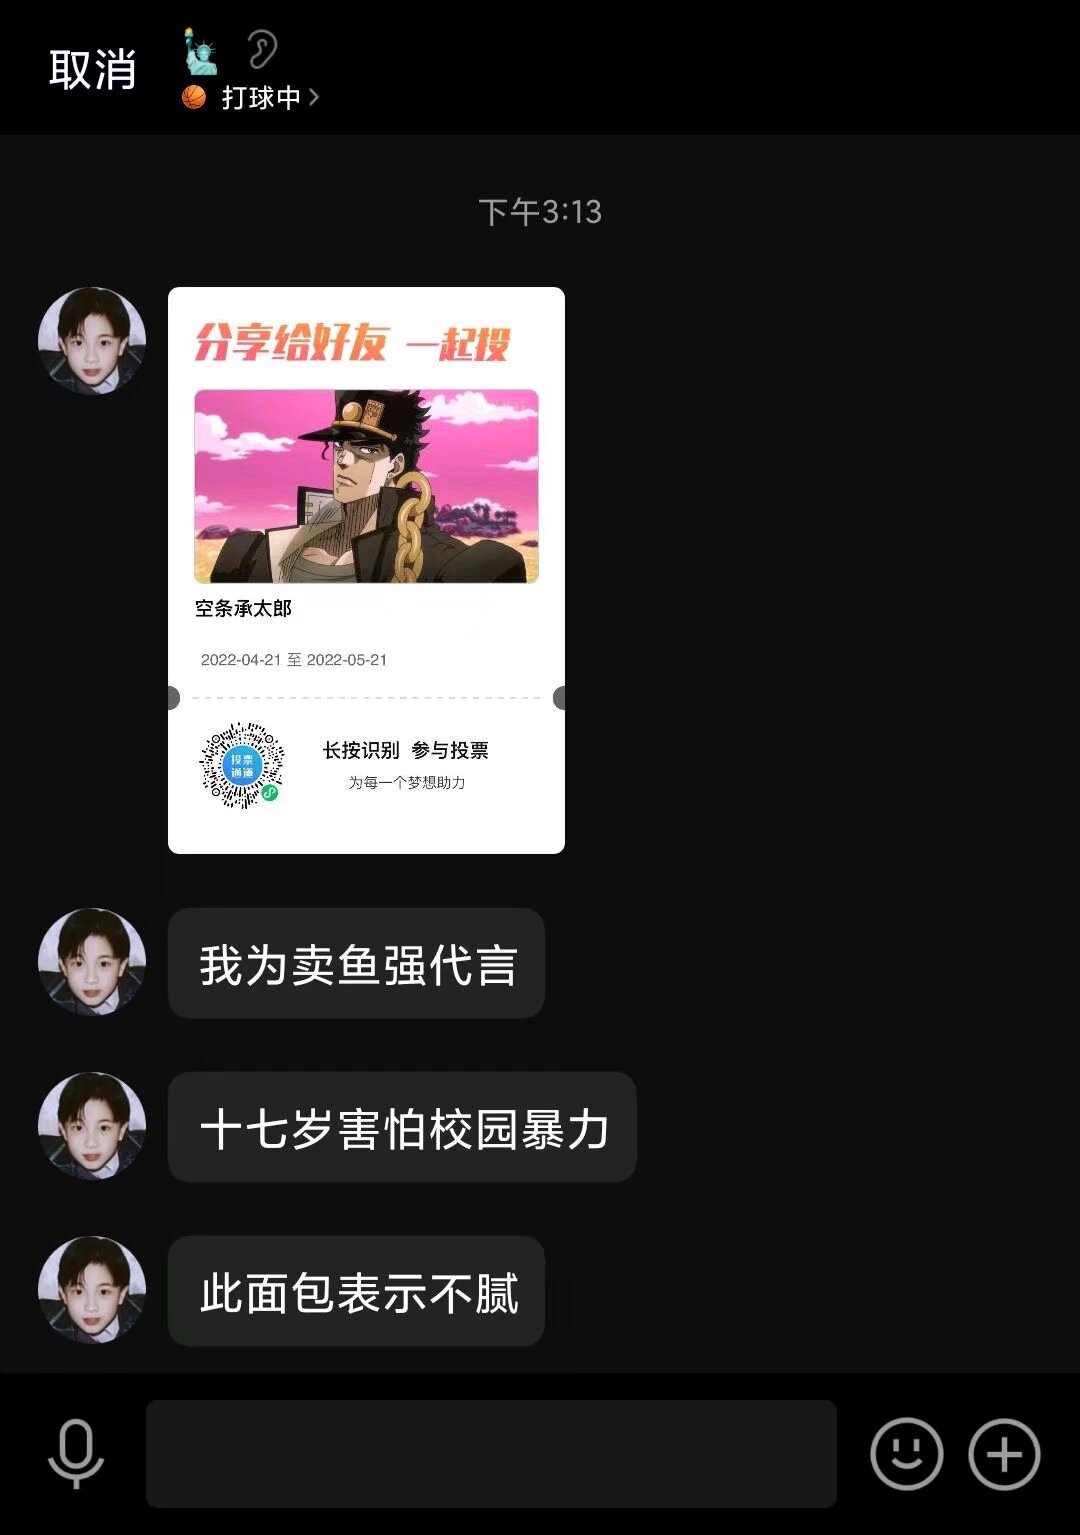 取消
打球中
下午3:13
分享给好友 一起投
空条承太郎
2022-04-21 至 2022-05-21
投票
通道
长按识别 参与投票
为每一个梦想助力
我为卖鱼强代言
十七岁害怕校园暴力
此面包表示不腻